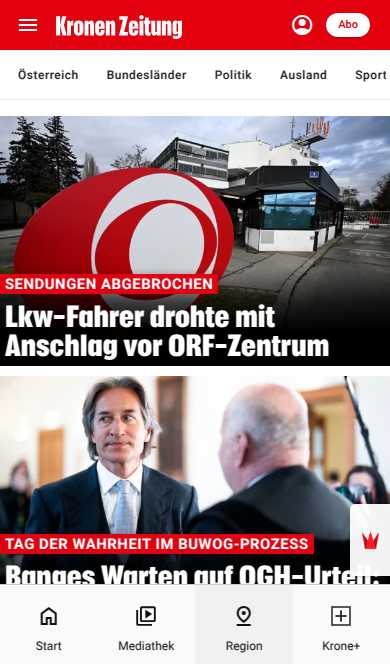 Kronen Zeitung
Abo
Österreich Bundesländer Politik Ausland Sport
SENDUNGEN ABGEBROCHEN
Lkw-Fahrer drohte mit
Anschlag vor ORF-Zentrum
TAG DER WAHRHEIT IM BUWOG-PROZESS
Banges Warten auf OGH-Urteil:
Start Mediathek Region Krone+